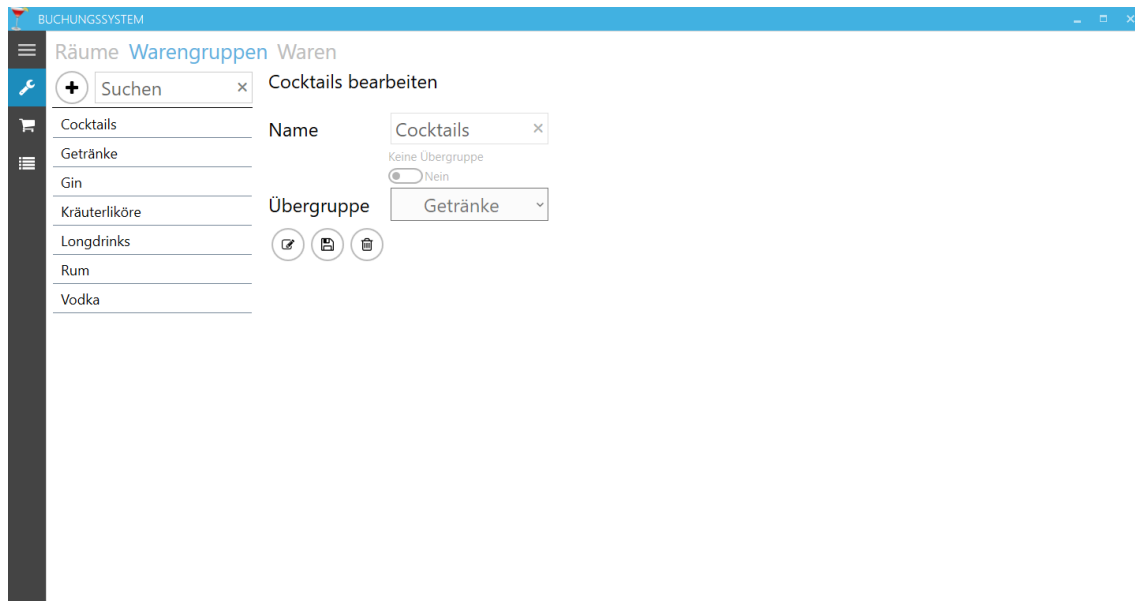 BUCHUNGSSYSTEM
Räume Warengruppen Waren
Suchen
Cocktails
Getränke
Gin
Kräuterliköre
Longdrinks
Rum
Vodka
Cocktails bearbeiten
Name Cocktails
Keine Übergruppe
Nein
Übergruppe Getränke